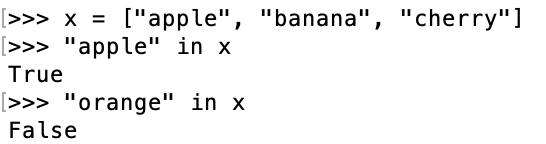 [>>> x = ["apple", "banana", "cherry"]
[>>> "apple" in x
True
[>>> "orange" in x
False